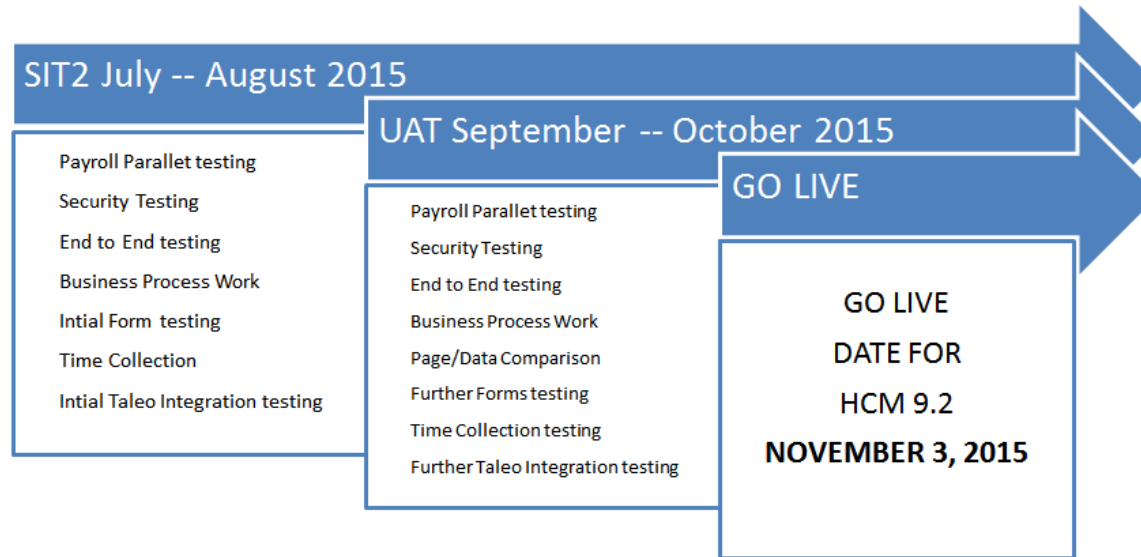 SIT2 July -- August 2015
Payroll Parallet testing
Security Testing
End to End testing
Business Process Work
Intial Form testing
Time Collection
Intial Taleo Integration testing
UAT September -- October 2015
Payroll Parallet testing
Security Testing
End to End testing
Business Process Work
Page/Data Comparison
Further Forms testing
Time Collection testing
Further Taleo Integration testing
GO LIVE
GO LIVE
DATE FOR
HCM 9.2
NOVEMBER 3, 2015